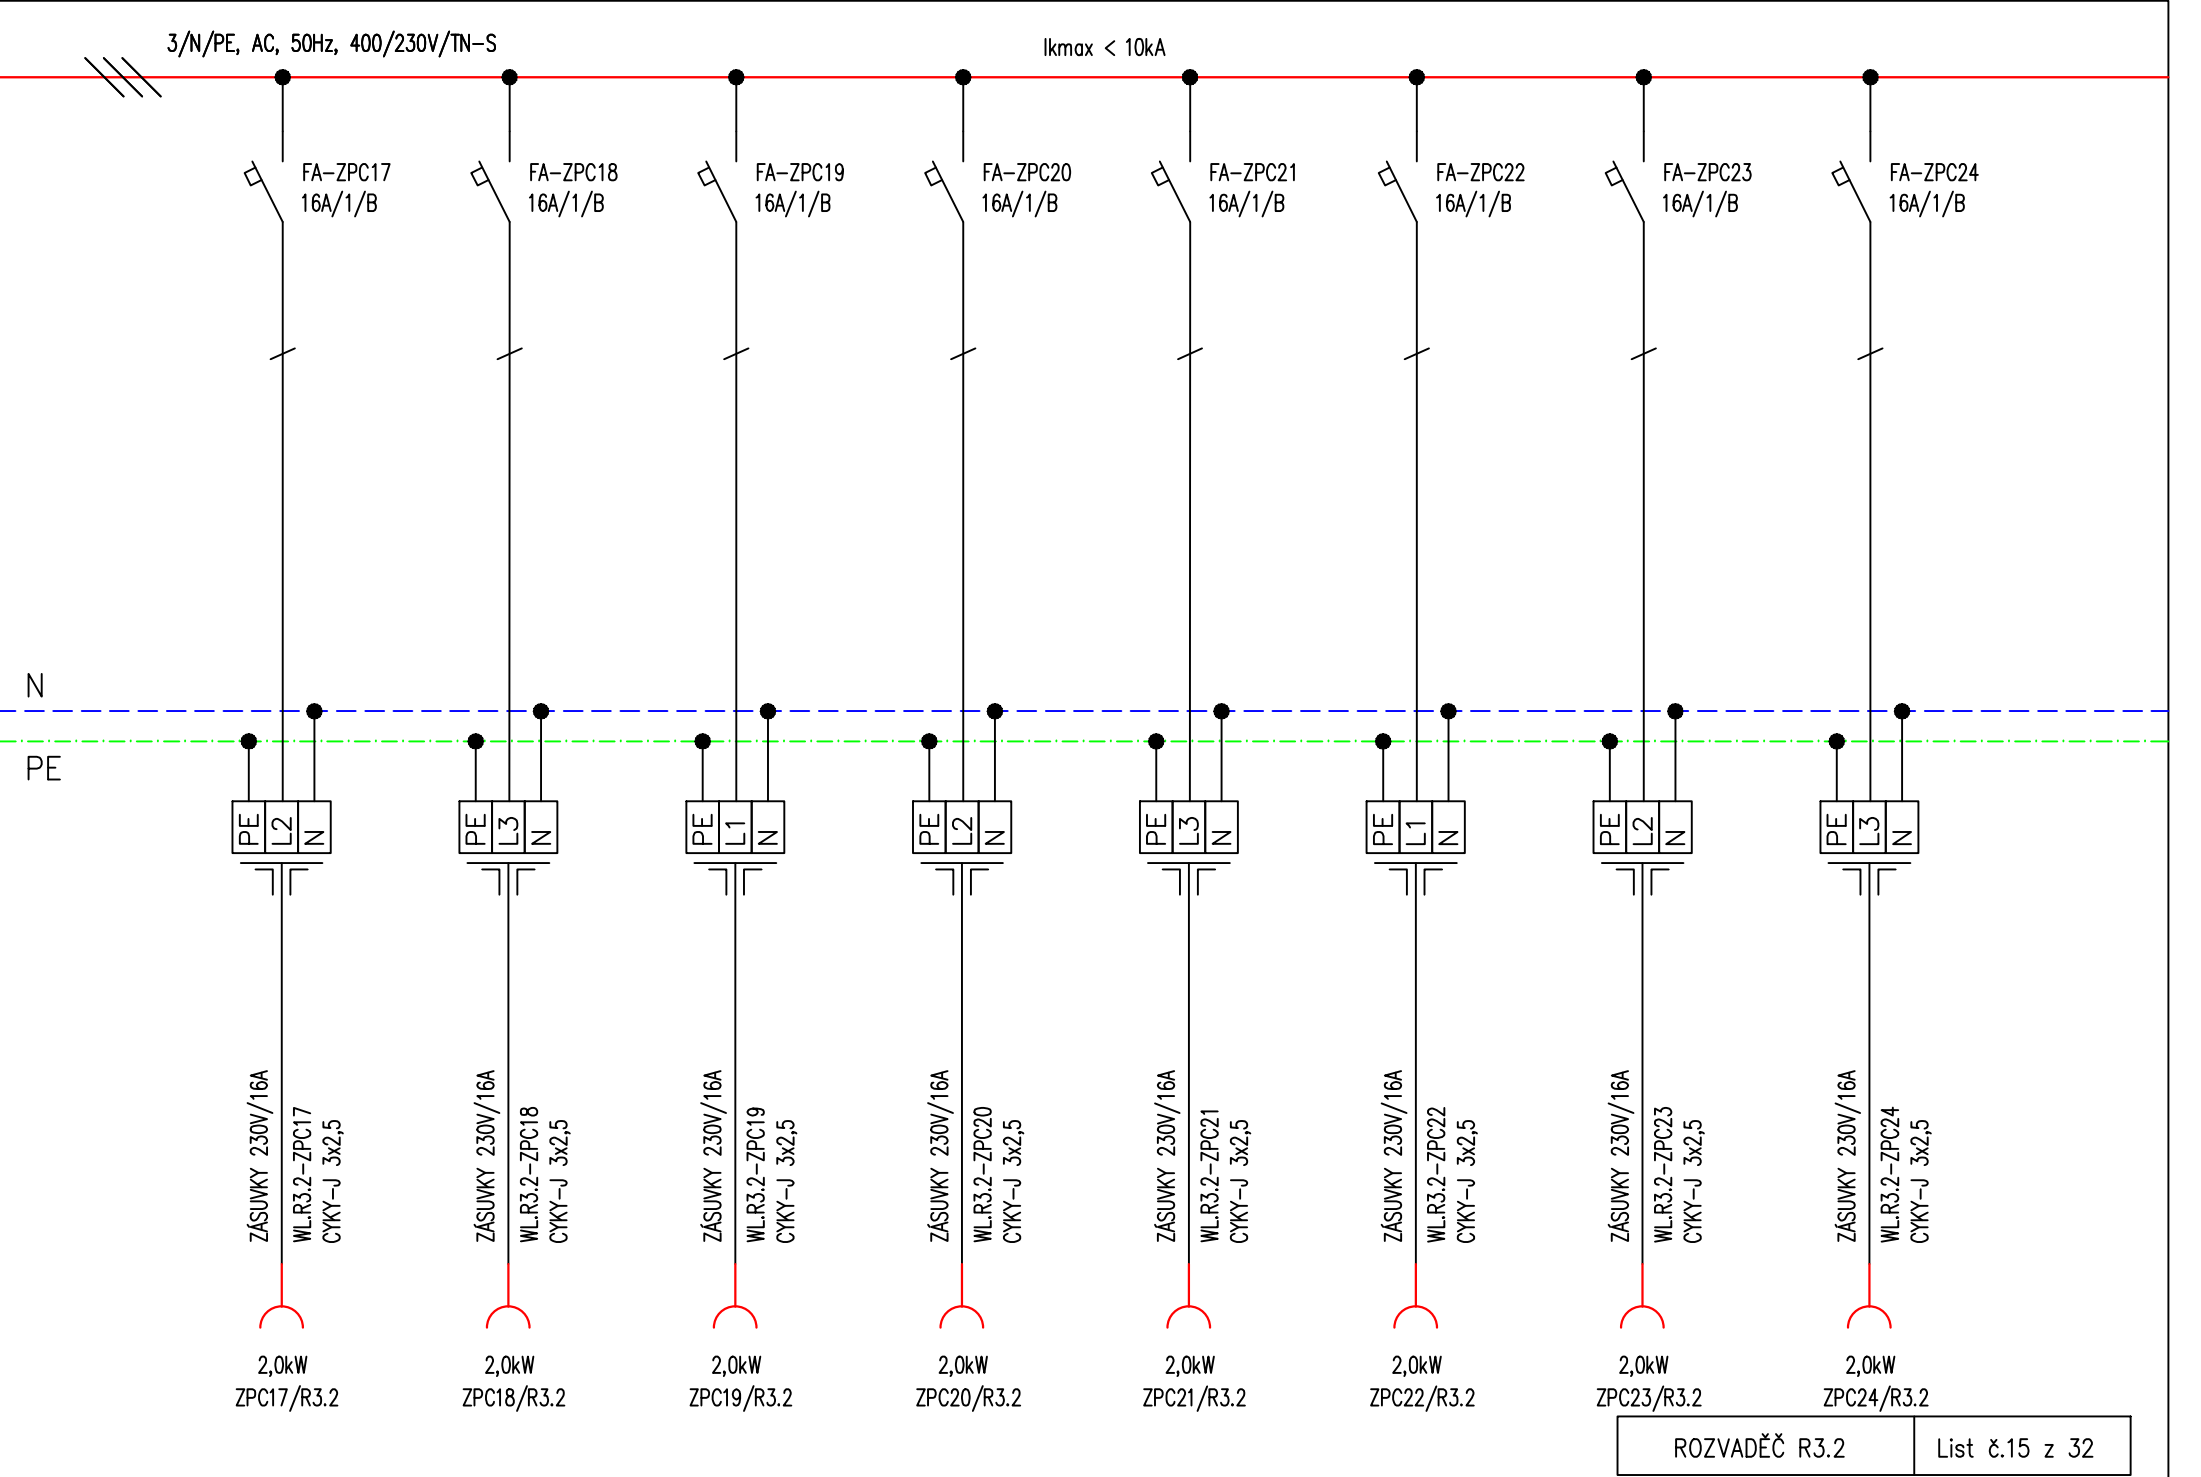 3/N/PE, AC, 50Hz, 400/230V/TN-S
Ikmax < 10kA
FA-ZPC17
16A/1/B
FA-ZPC18
16A/1/B
FA-ZPC19
16A/1/B
FA-ZPC20
16A/1/B
FA-ZPC21
16A/1/B
FA-ZPC22
16A/1/B
FA-ZPC23
16A/1/B
FA-ZPC24
16A/1/B
N
PE
PE L2 N
PE L3 N
PE L1 N
PE L2 N
PE L3 N
PE L1 N
PE L2 N
PE L3 N
ZÁSUVKY 230V/16A
WL.R3.2-ZPC17
CYKY-J 3x2,5
ZÁSUVKY 230V/16A
WL.R3.2-ZPC18
CYKY-J 3x2,5
ZÁSUVKY 230V/16A
WL.R3.2-ZPC19
CYKY-J 3x2,5
ZÁSUVKY 230V/16A
WL.R3.2-ZPC20
CYKY-J 3x2,5
ZÁSUVKY 230V/16A
WL.R3.2-ZPC21
CYKY-J 3x2,5
ZÁSUVKY 230V/16A
WL.R3.2-ZPC22
CYKY-J 3x2,5
ZÁSUVKY 230V/16A
WL.R3.2-ZPC23
CYKY-J 3x2,5
ZÁSUVKY 230V/16A
WL.R3.2-ZPC24
CYKY-J 3x2,5
2,0kW
ZPC17/R3.2
2,0kW
ZPC18/R3.2
2,0kW
ZPC19/R3.2
2,0kW
ZPC20/R3.2
2,0kW
ZPC21/R3.2
2,0kW
ZPC22/R3.2
2,0kW
ZPC23/R3.2
2,0kW
ZPC24/R3.2
ROZVADĚČ R3.2
List č.15 z 32